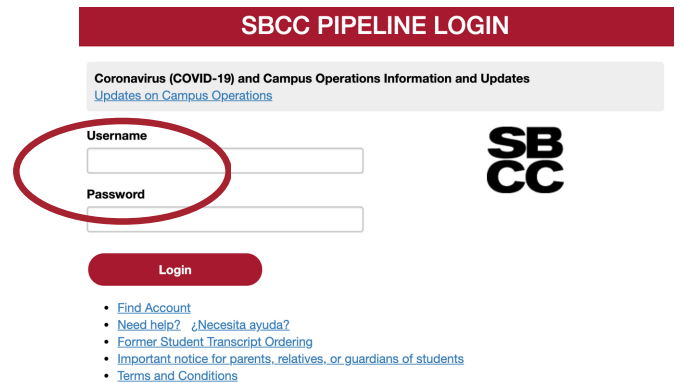 SBCC PIPELINE LOGIN
Coronavirus (COVID-19) and Campus Operations Information and Updates
Updates on Campus Operations
Username
SB
CC
Password
Login
• Find Account
• Need help? ¿Necesita ayuda?
• Former Student Transcript Ordering
• Important notice for parents, relatives, or guardians of students
• Terms and Conditions